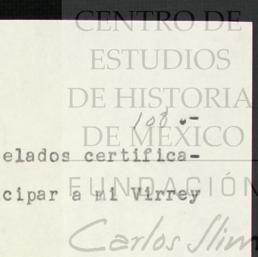 CENTRO DE
ESTUDIOS
DE HISTORIA
108.-
DE MÉXICO
elados certifica-
cipar a mi Virrey
FUNDACIÓN
Carlos Slim